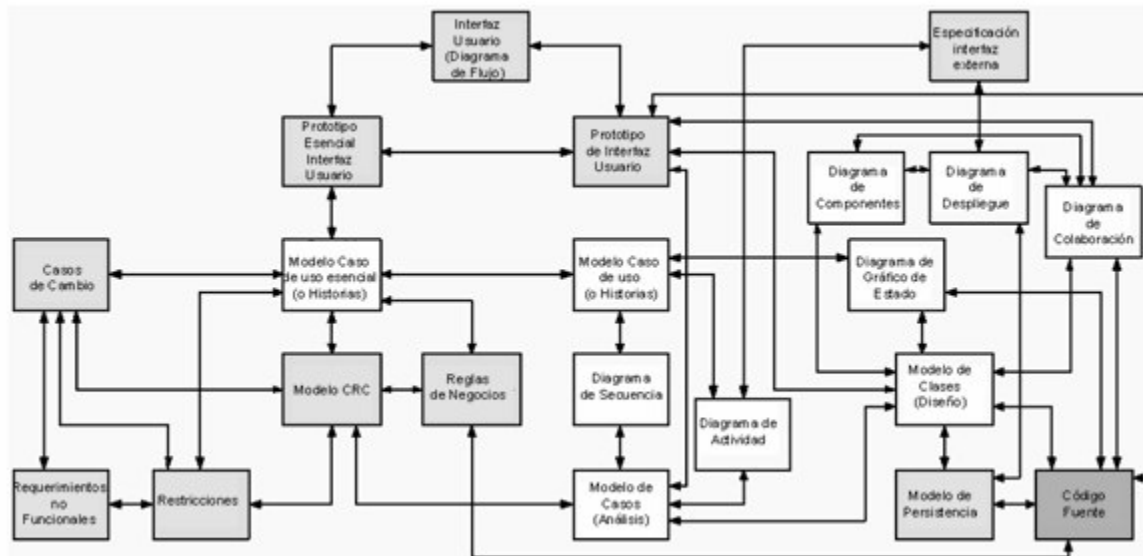 Interfaz
Usuario
(Diagrama
de Flujo)
Especificación
interfaz
externa
Prototipo
Esencial
Interfaz
Usuario
Prototipo
de Interfaz
Usuario
Diagrama
de
Componentes
Diagrama
de
Despliegue
Diagrama
de
Colaboración
Casos
de Cambio
Modelo Caso
de uso esencial
(o Historias)
Modelo Caso
de uso
(o Historias)
Diagrama de
Gráfico de
Estado
Modelo CRC
Reglas
de Negocios
Diagrama
de Secuencia
Diagrama de
Actividad
Modelo de
Clases
(Diseño)
Requerimientos
no
Funcionales
Restricciones
Modelo de
Casos
(Análisis)
Modelo de
Persistencia
Código
Fuente